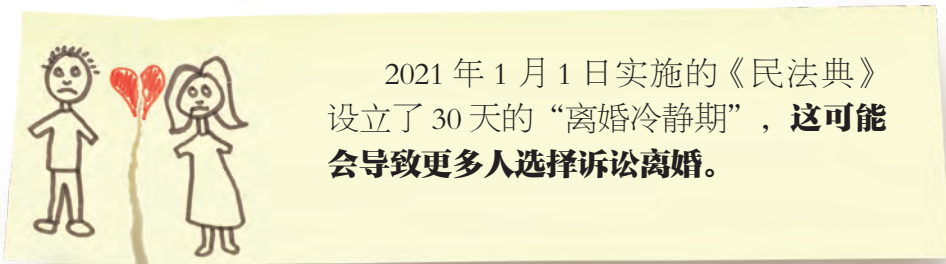 2021 年 1 月 1 日实施的《民法典》
设立了 30 天的“离婚冷静期”，这可能
会导致更多人选择诉讼离婚。